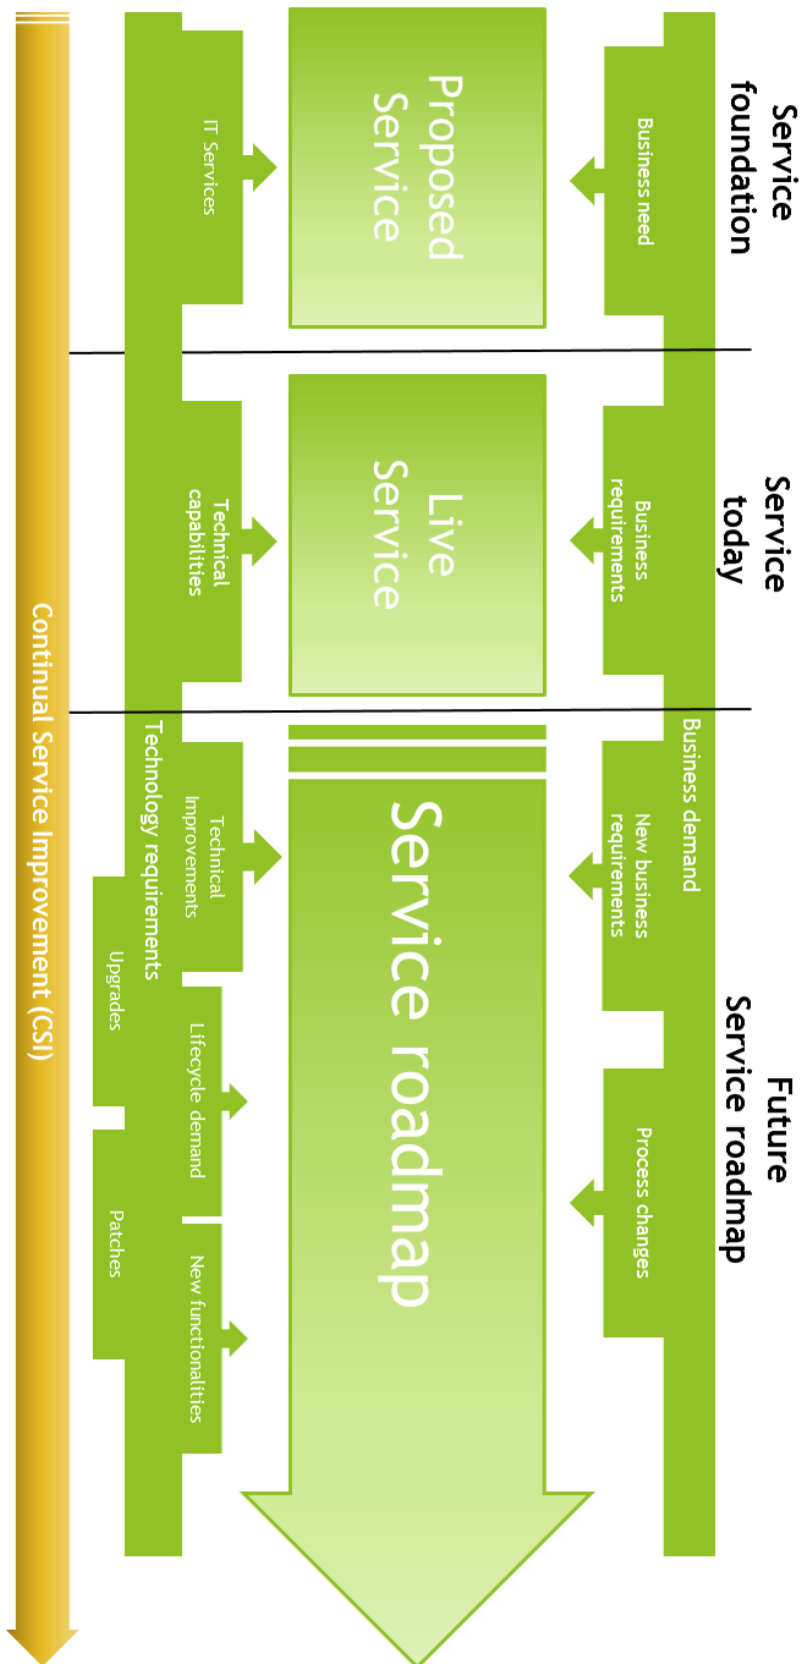 Service
foundation
Service
today
Future
Service roadmap
Business demand
Business need
Business
requirements
New business
requirements
Process changes
Proposed
Service
Live
Service
Service roadmap
IT Services
Technical
capabilities
Technical
Improvements
Lifecycle demand
New functionalities
Technology requirements
Upgrades
Patches
Continual Service Improvement (CSI)